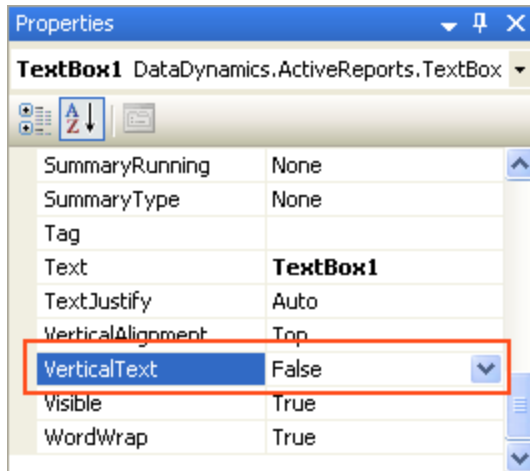 Properties
TextBox1 DataDynamics.ActiveReports.TextBox
A
Z
SummaryRunning None
SummaryType None
Tag
Text TextBox1
TextJustify Auto
VerticalAlignment Top
VerticalText False
Visible True
WordWrap True